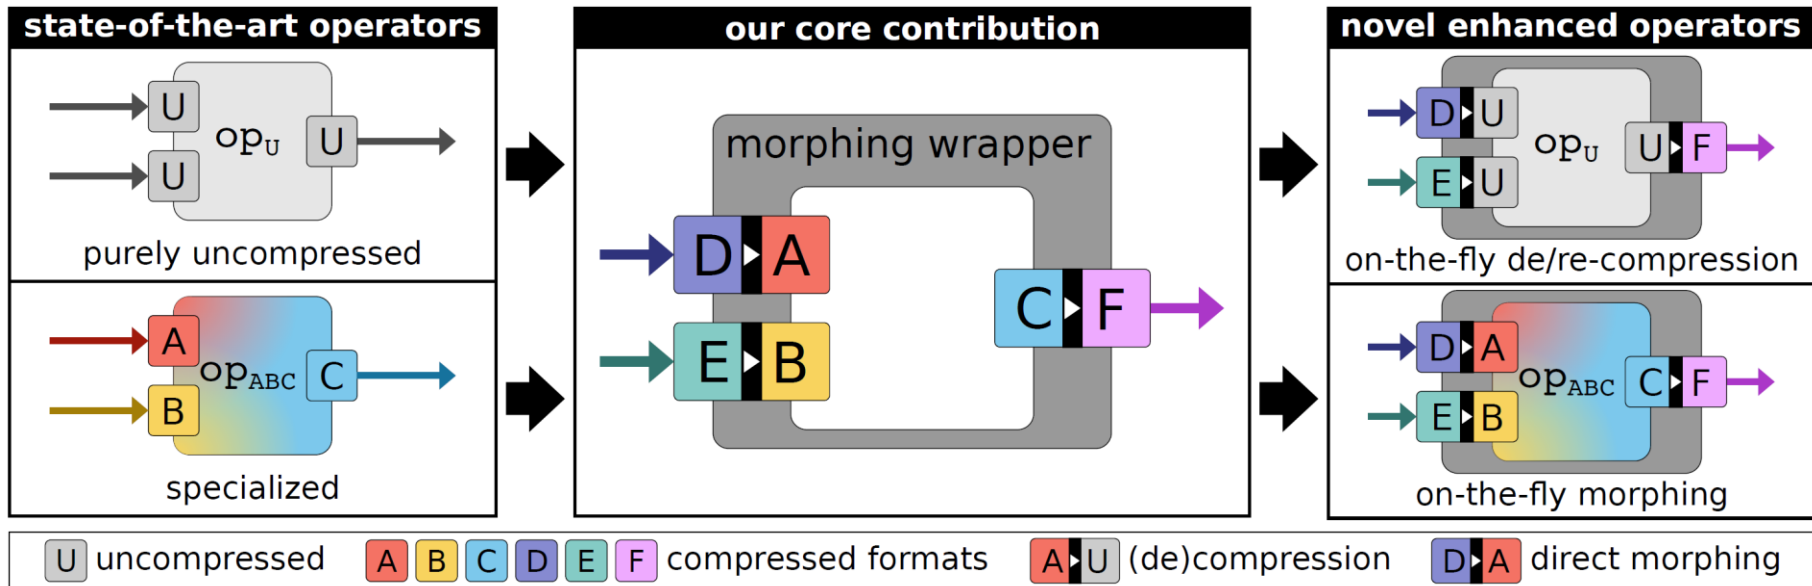 state-of-the-art operators
U
U
op_U
U
purely uncompressed
A
B
op_ABC
C
specialized
our core contribution
morphing wrapper
D A
E B
C F
novel enhanced operators
D U
E U
op_U
U F
on-the-fly de/re-compression
D A
E B
op_ABC
C F
on-the-fly morphing
U uncompressed A B C D E F compressed formats A U (de)compression D A direct morphing